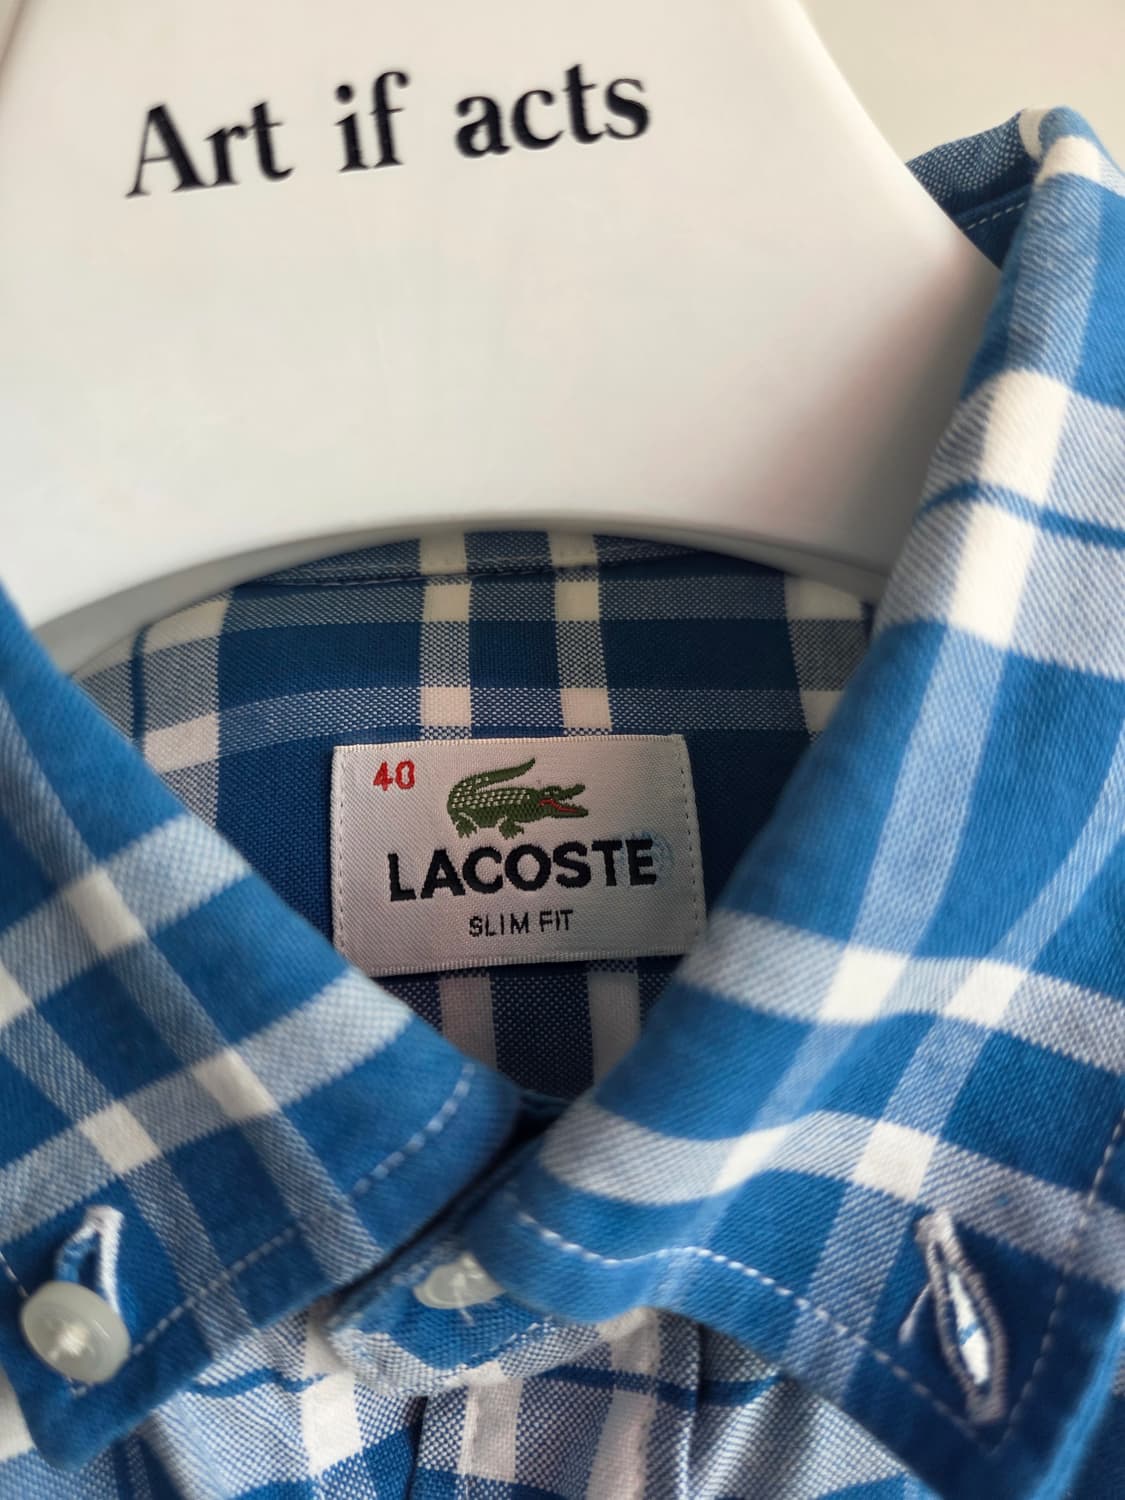 Art if acts
40
LACOSTE
SLIM FIT